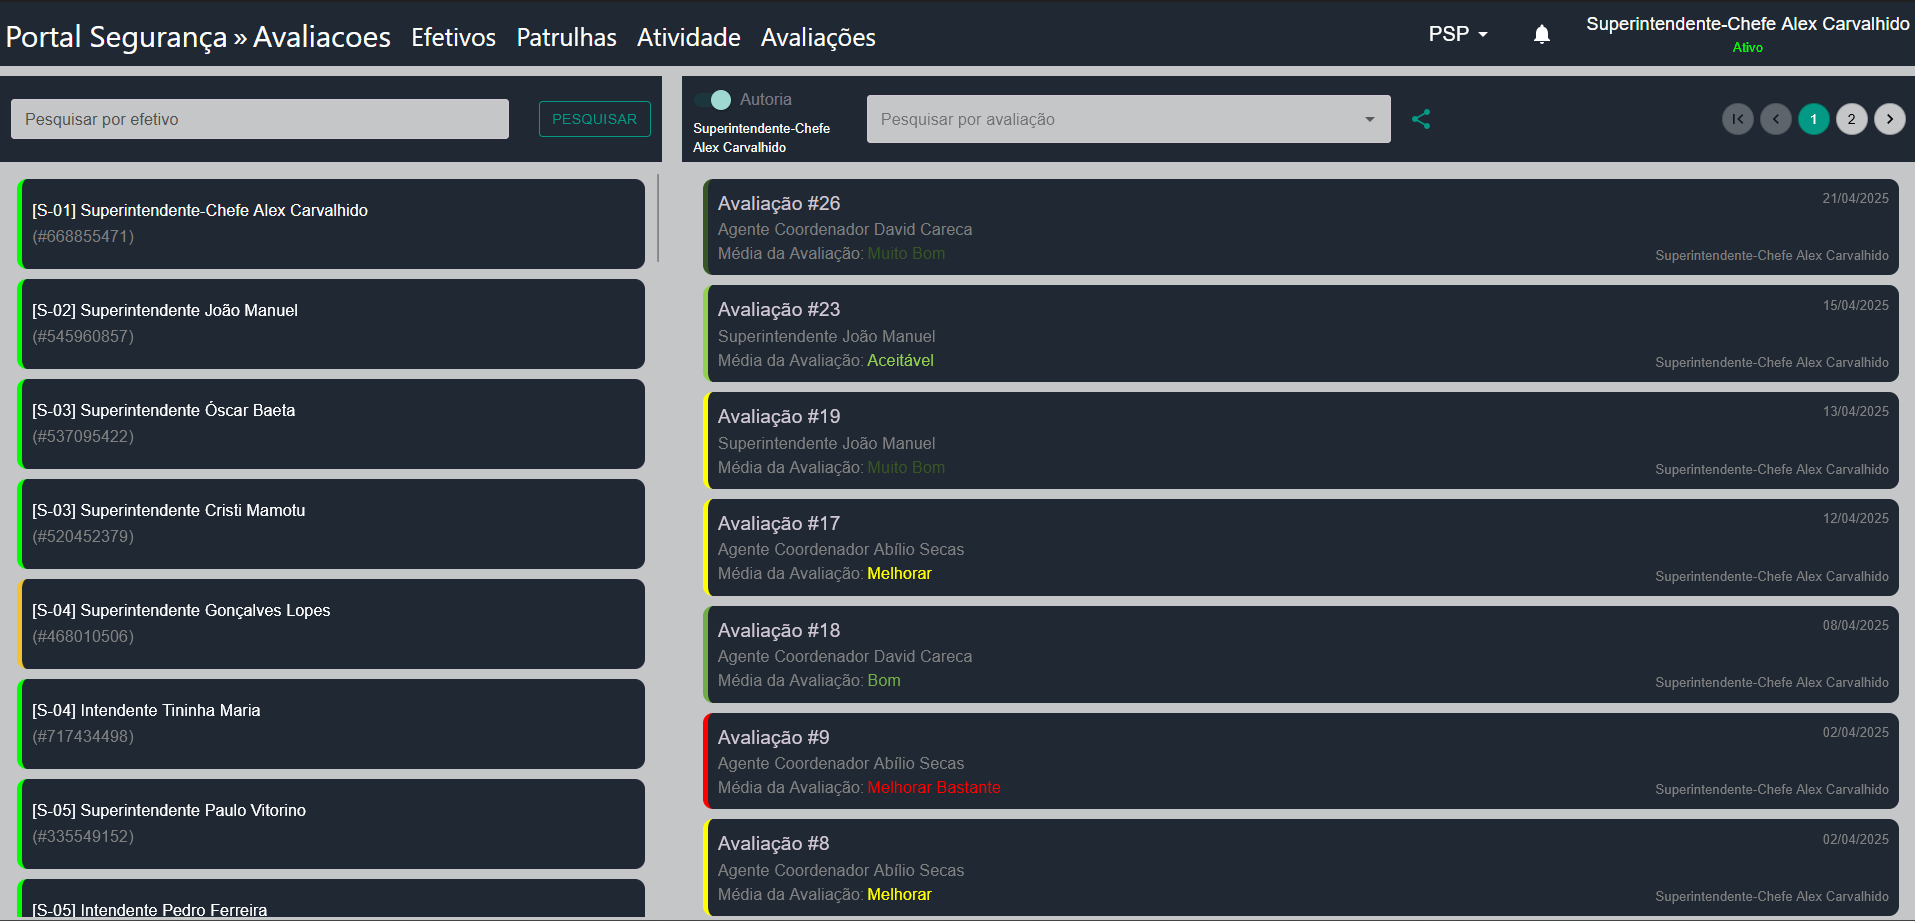 Portal Segurança » Avaliacoes Efetivos Patrulhas Atividade Avaliações
PSP
Superintendente-Chefe Alex Carvalhido
Ativo
Pesquisar por efetivo
PESQUISAR
[S-01] Superintendente-Chefe Alex Carvalhido
(#668855471)
[S-02] Superintendente João Manuel
(#545960857)
[S-03] Superintendente Óscar Baeta
(#537095422)
[S-03] Superintendente Cristi Mamotu
(#520452379)
[S-04] Superintendente Gonçalves Lopes
(#468010506)
[S-04] Intendente Tininha Maria
(#717434498)
[S-05] Superintendente Paulo Vitorino
(#335549152)
[S-05] Intendente Pedro Ferreira
Autoria
Superintendente-Chefe
Alex Carvalhido
Pesquisar por avaliação
1
2
Avaliação #26
21/04/2025
Agente Coordenador David Careca
Média da Avaliação: Muito Bom
Superintendente-Chefe Alex Carvalhido
Avaliação #23
15/04/2025
Superintendente João Manuel
Média da Avaliação: Aceitável
Superintendente-Chefe Alex Carvalhido
Avaliação #19
13/04/2025
Superintendente João Manuel
Média da Avaliação: Muito Bom
Superintendente-Chefe Alex Carvalhido
Avaliação #17
12/04/2025
Agente Coordenador Abílio Secas
Média da Avaliação: Melhorar
Superintendente-Chefe Alex Carvalhido
Avaliação #18
08/04/2025
Agente Coordenador David Careca
Média da Avaliação: Bom
Superintendente-Chefe Alex Carvalhido
Avaliação #9
02/04/2025
Agente Coordenador Abílio Secas
Média da Avaliação: Melhorar Bastante
Superintendente-Chefe Alex Carvalhido
Avaliação #8
02/04/2025
Agente Coordenador Abílio Secas
Média da Avaliação: Melhorar
Superintendente-Chefe Alex Carvalhido